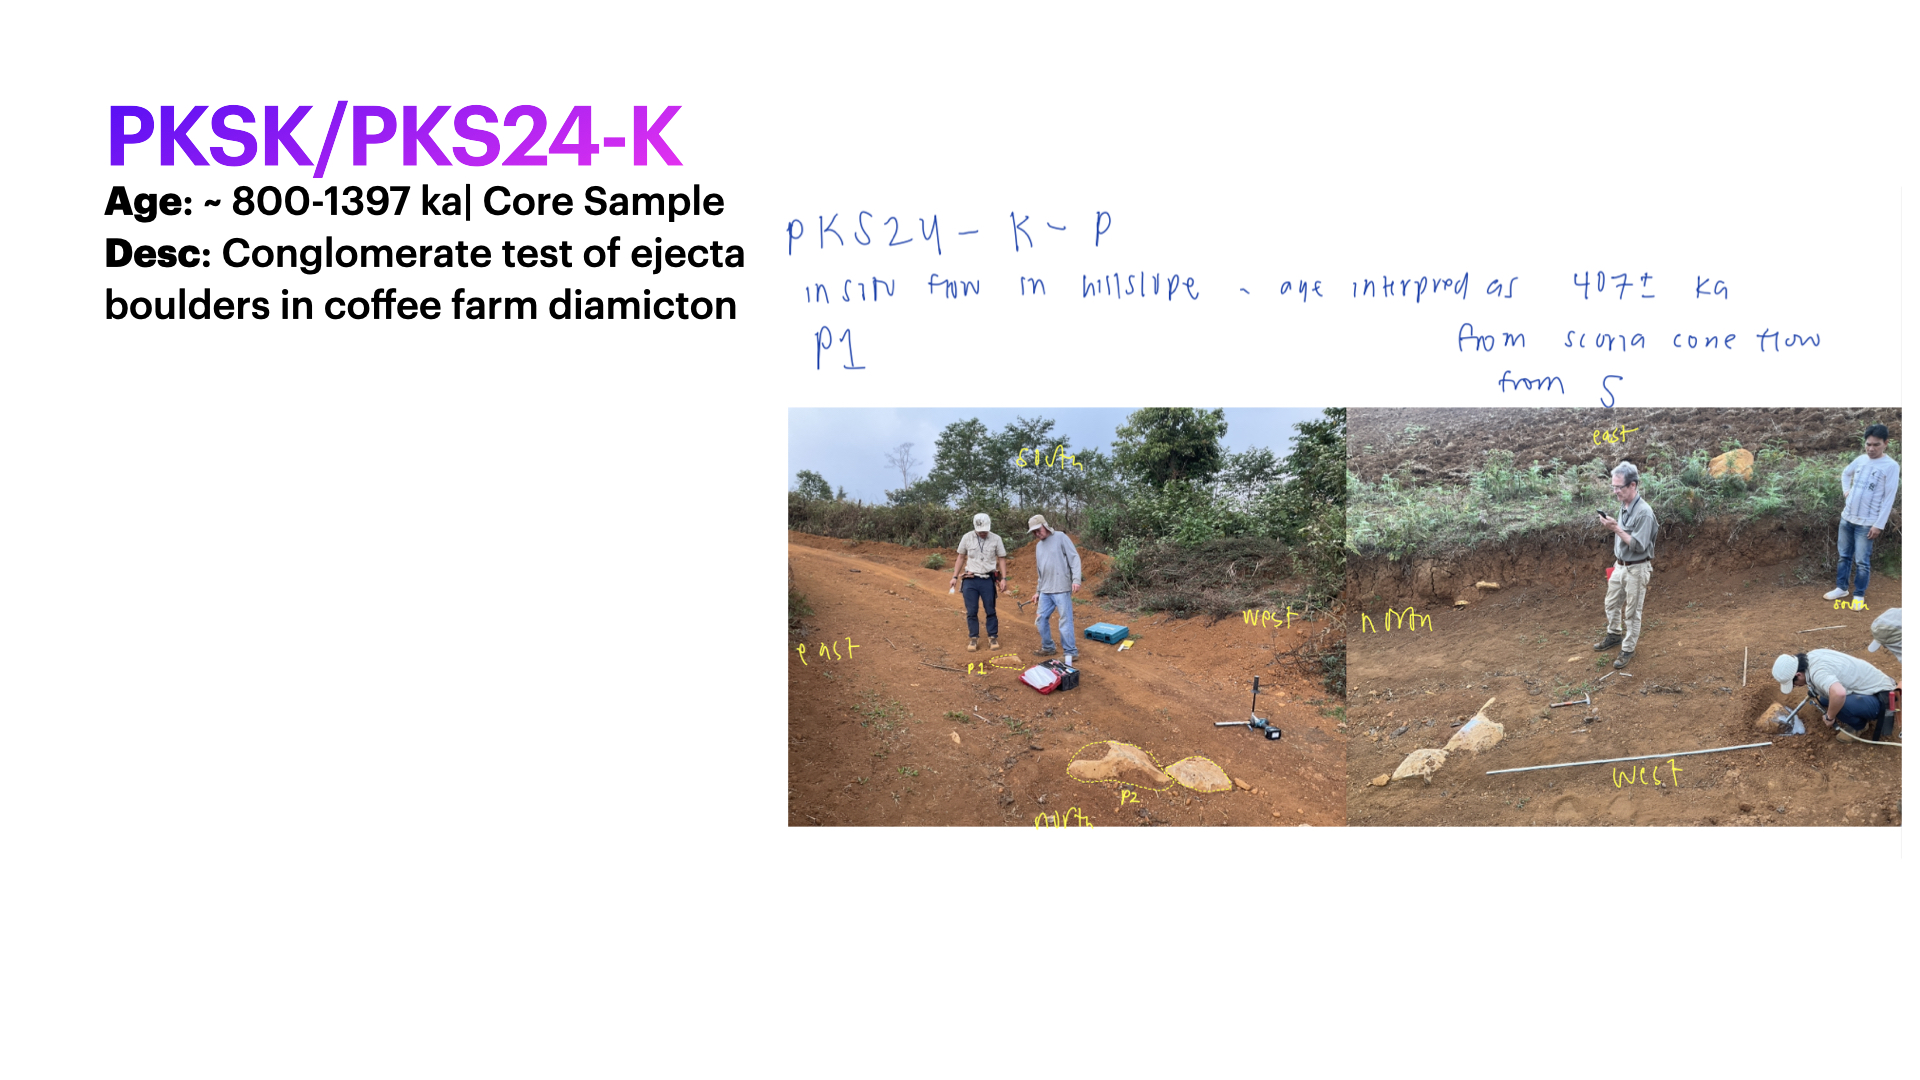 PKSK/PKS24-K
Age: ~ 800-1397 ka| Core Sample
Desc: Conglomerate test of ejecta
boulders in coffee farm diamicton
PKS24-K-P
in situ flow in hillslope - age interpred as 407± ka
P1
from scoria cone flow
from S
south
east
west
P1
P2
north
east
north
south
west